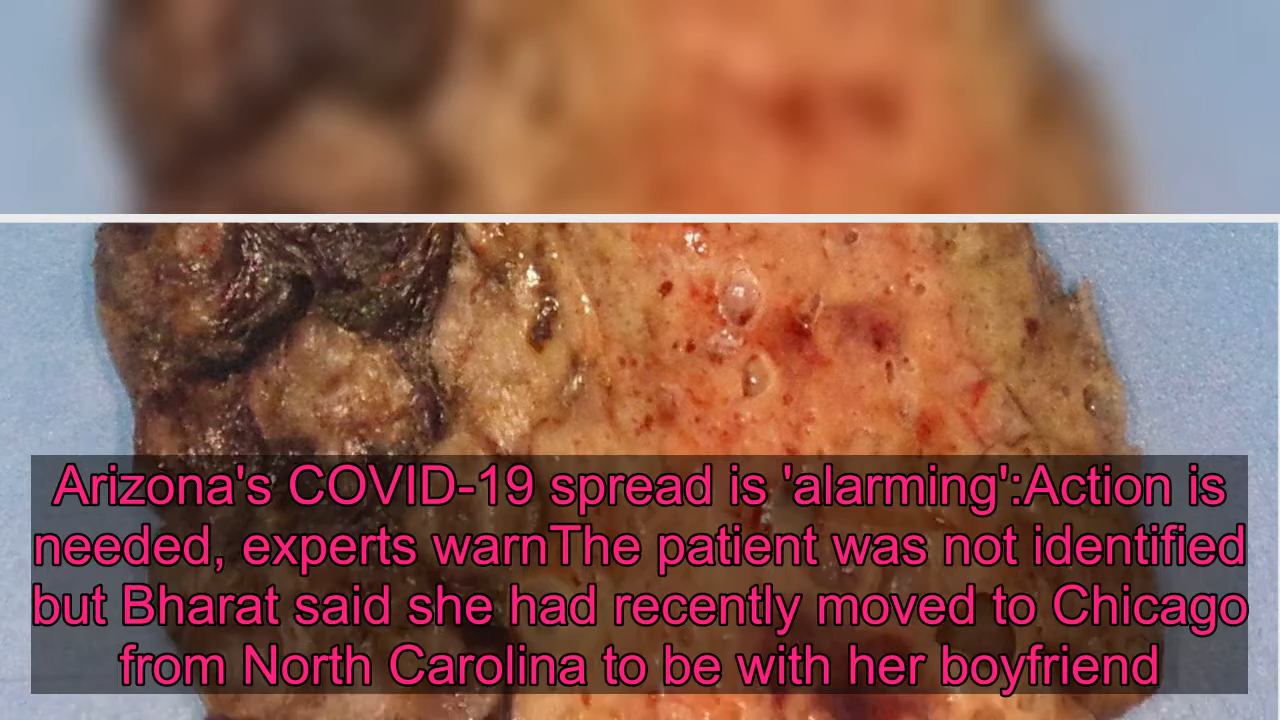 Arizona's COVID-19 spread is 'alarming':Action is
needed, experts warnThe patient was not identified
but Bharat said she had recently moved to Chicago
from North Carolina to be with her boyfriend